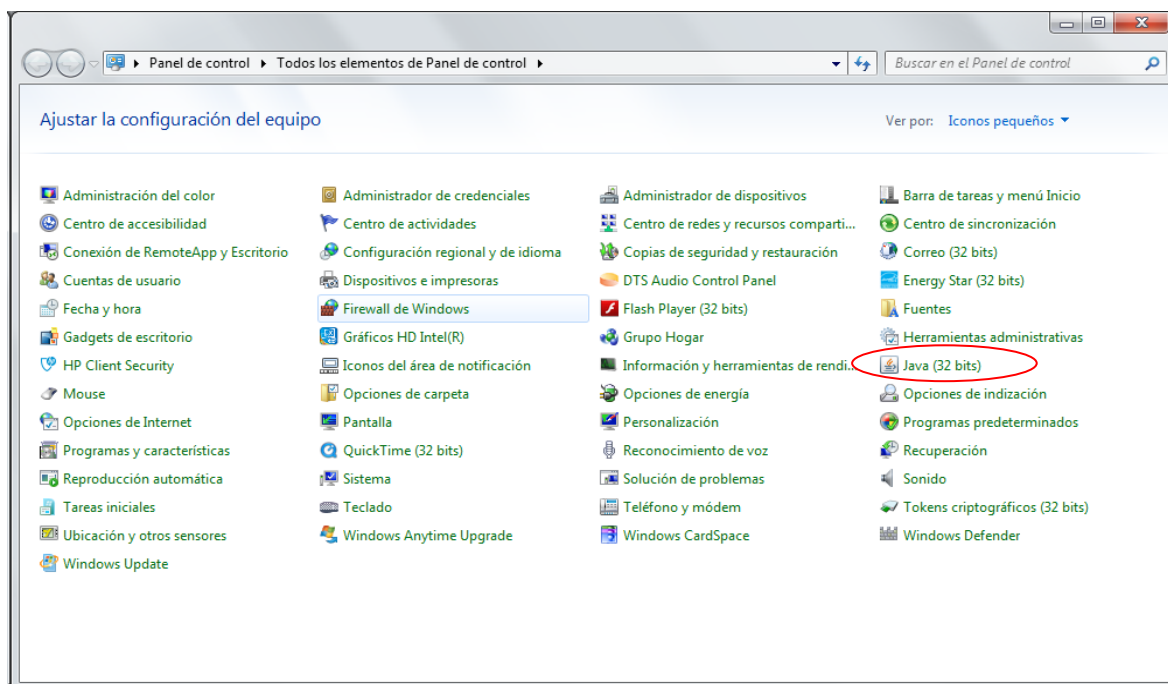 Panel de control Todos los elementos de Panel de control
Buscar en el Panel de control
Ajustar la configuración del equipo
Ver por: Iconos pequeños
Administración del color
Administrador de credenciales
Administrador de dispositivos
Barra de tareas y menú Inicio
Centro de accesibilidad
Centro de actividades
Centro de redes y recursos comparti...
Centro de sincronización
Conexión de RemoteApp y Escritorio
Configuración regional y de idioma
Copias de seguridad y restauración
Correo (32 bits)
Cuentas de usuario
Dispositivos e impresoras
DTS Audio Control Panel
Energy Star (32 bits)
Fecha y hora
Firewall de Windows
Flash Player (32 bits)
Fuentes
Gadgets de escritorio
Gráficos HD Intel(R)
Grupo Hogar
Herramientas administrativas
HP Client Security
Iconos del área de notificación
Información y herramientas de rendi...
Java (32 bits)
Mouse
Opciones de carpeta
Opciones de energía
Opciones de indización
Opciones de Internet
Pantalla
Personalización
Programas predeterminados
Programas y características
QuickTime (32 bits)
Reconocimiento de voz
Recuperación
Reproducción automática
Sistema
Solución de problemas
Sonido
Tareas iniciales
Teclado
Teléfono y módem
Tokens criptográficos (32 bits)
Ubicación y otros sensores
Windows Anytime Upgrade
Windows CardSpace
Windows Defender
Windows Update